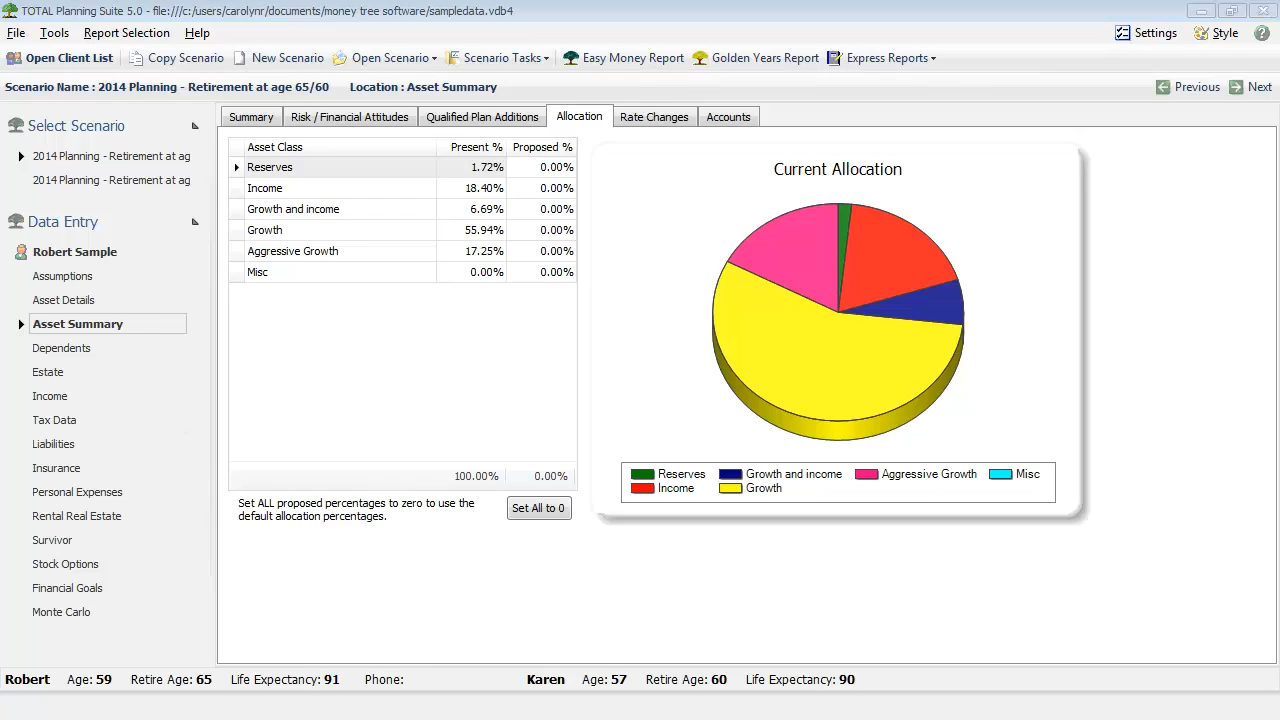 TOTAL Planning Suite 5.0 - file:///c:/users/carolynr/documents/money tree software/sampledata.vdb4
File Tools Report Selection Help Settings Style ?
Open Client List Copy Scenario New Scenario Open Scenario Scenario Tasks Easy Money Report Golden Years Report Express Reports
Scenario Name : 2014 Planning - Retirement at age 65/60 Location : Asset Summary Previous Next
Select Scenario
2014 Planning - Retirement at ag
2014 Planning - Retirement at ag
Data Entry
Robert Sample
Assumptions
Asset Details
Asset Summary
Dependents
Estate
Income
Tax Data
Liabilities
Insurance
Personal Expenses
Rental Real Estate
Survivor
Stock Options
Financial Goals
Monte Carlo
Summary Risk / Financial Attitudes Qualified Plan Additions Allocation Rate Changes Accounts
Asset Class Present % Proposed %
Reserves 1.72% 0.00%
Income 18.40% 0.00%
Growth and income 6.69% 0.00%
Growth 55.94% 0.00%
Aggressive Growth 17.25% 0.00%
Misc 0.00% 0.00%
100.00% 0.00%
Set ALL proposed percentages to zero to use the
default allocation percentages.
Set All to 0
Current Allocation
Reserves Growth and income Aggressive Growth Misc
Income Growth
Robert Age: 59 Retire Age: 65 Life Expectancy: 91 Phone: Karen Age: 57 Retire Age: 60 Life Expectancy: 90